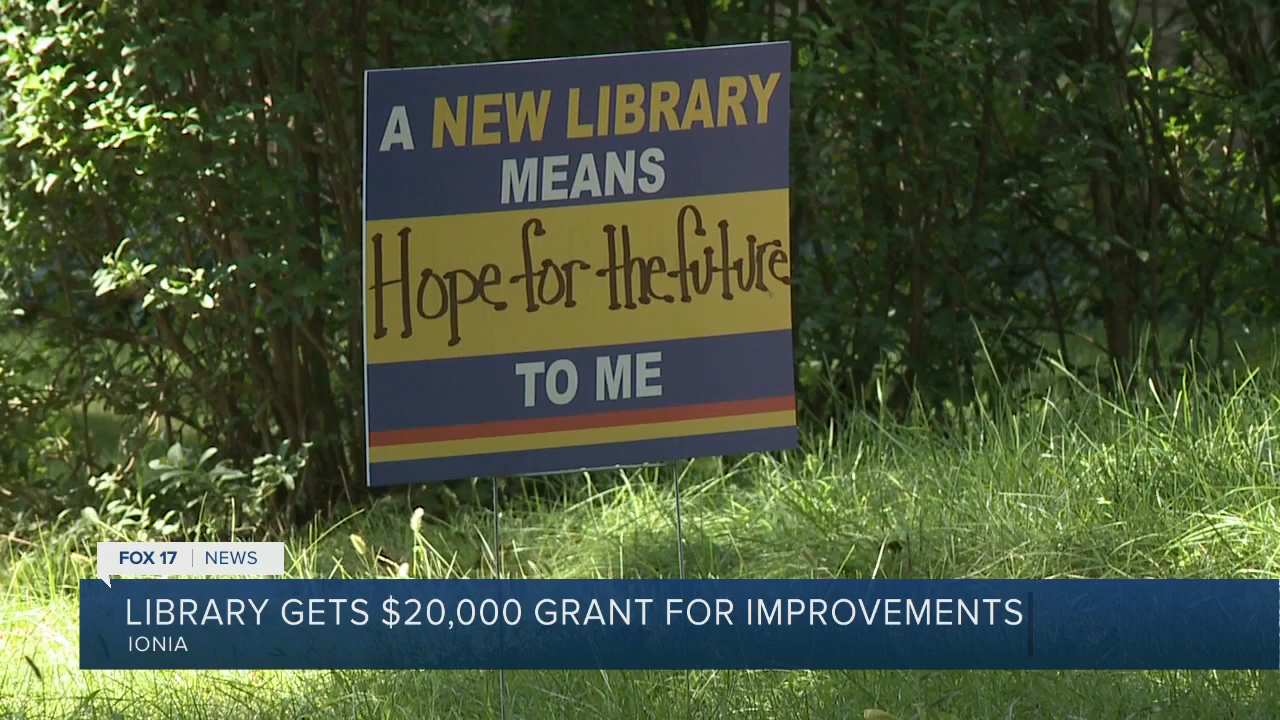 A NEW LIBRARY
MEANS
Hope for the future
TO ME
FOX 17 | NEWS
LIBRARY GETS $20,000 GRANT FOR IMPROVEMENTS
IONIA